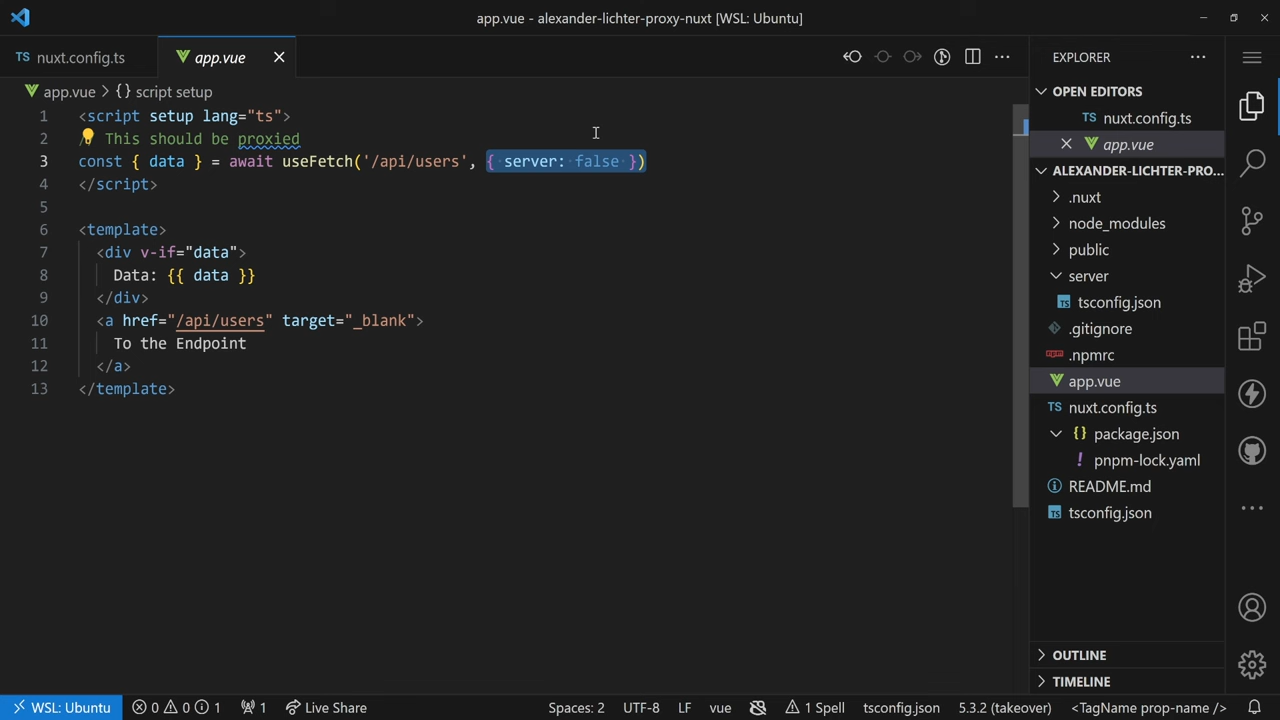 app.vue - alexander-lichter-proxy-nuxt [WSL: Ubuntu]
TS nuxt.config.ts
app.vue
EXPLORER
app.vue > {} script setup
OPEN EDITORS
TS nuxt.config.ts
app.vue
ALEXANDER-LICHTER-PRO...
.nuxt
node_modules
public
server
TS tsconfig.json
.gitignore
.npmrc
app.vue
TS nuxt.config.ts
{} package.json
! pnpm-lock.yaml
README.md
TS tsconfig.json
OUTLINE
TIMELINE
1 <script setup lang="ts">
2 This should be proxied
3 const { data } = await useFetch('/api/users', { server: false })
4 </script>
5
6 <template>
7 <div v-if="data">
8 Data: {{ data }}
9 </div>
10 <a href="/api/users" target="_blank">
11 To the Endpoint
12 </a>
13 </template>
WSL: Ubuntu
0 0 1
1
Live Share
Spaces: 2
UTF-8
LF
vue
1 Spell
tsconfig.json
5.3.2 (takeover)
<TagName prop-name />